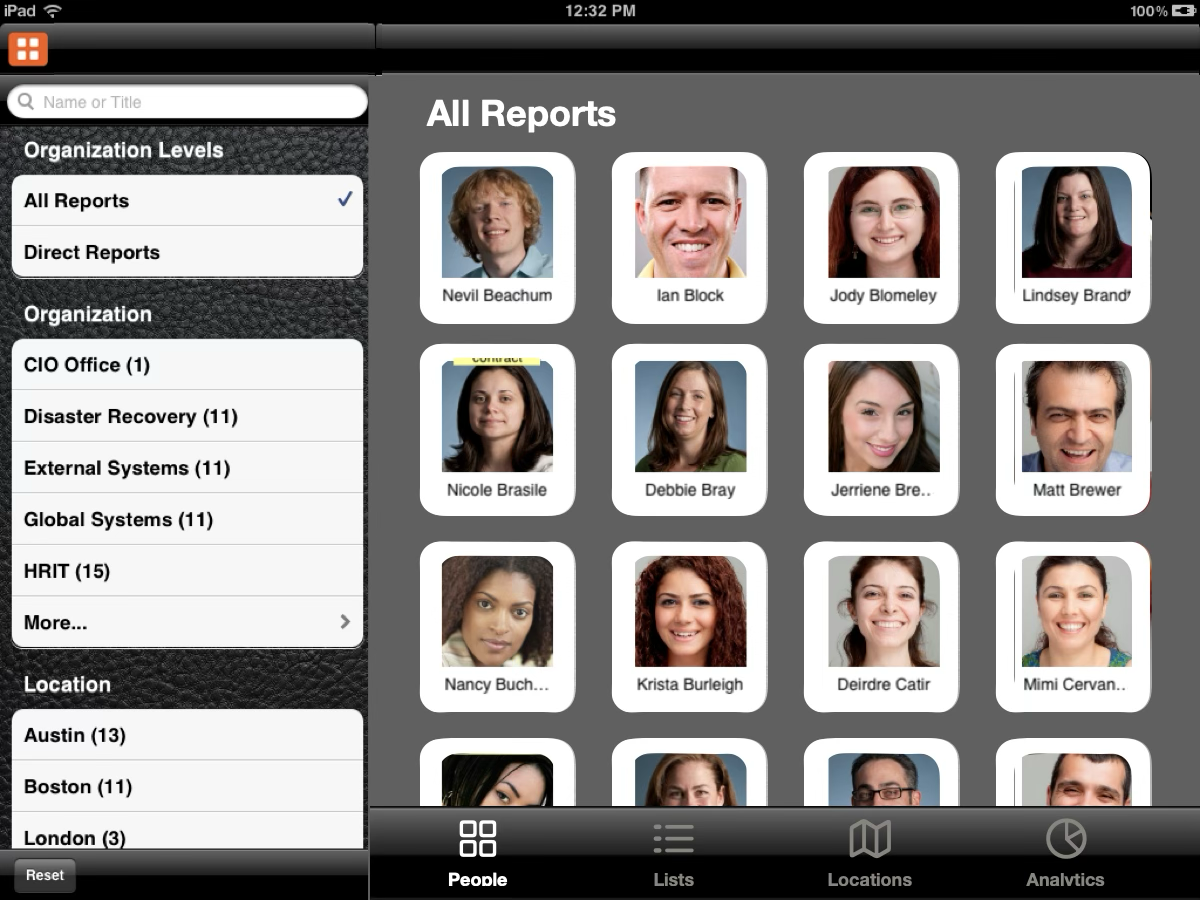 iPad
12:32 PM
100%
Name or Title
Organization Levels
All Reports
Direct Reports
Organization
CIO Office (1)
Disaster Recovery (11)
External Systems (11)
Global Systems (11)
HRIT (15)
More...
Location
Austin (13)
Boston (11)
London (3)
Reset
All Reports
Nevil Beachum
Ian Block
Jody Blomeley
Lindsey Brandt
contract
Nicole Brasile
Debbie Bray
Jerriene Bre..
Matt Brewer
Nancy Buch...
Krista Burleigh
Deirdre Catir
Mimi Cervan..
People
Lists
Locations
Analytics